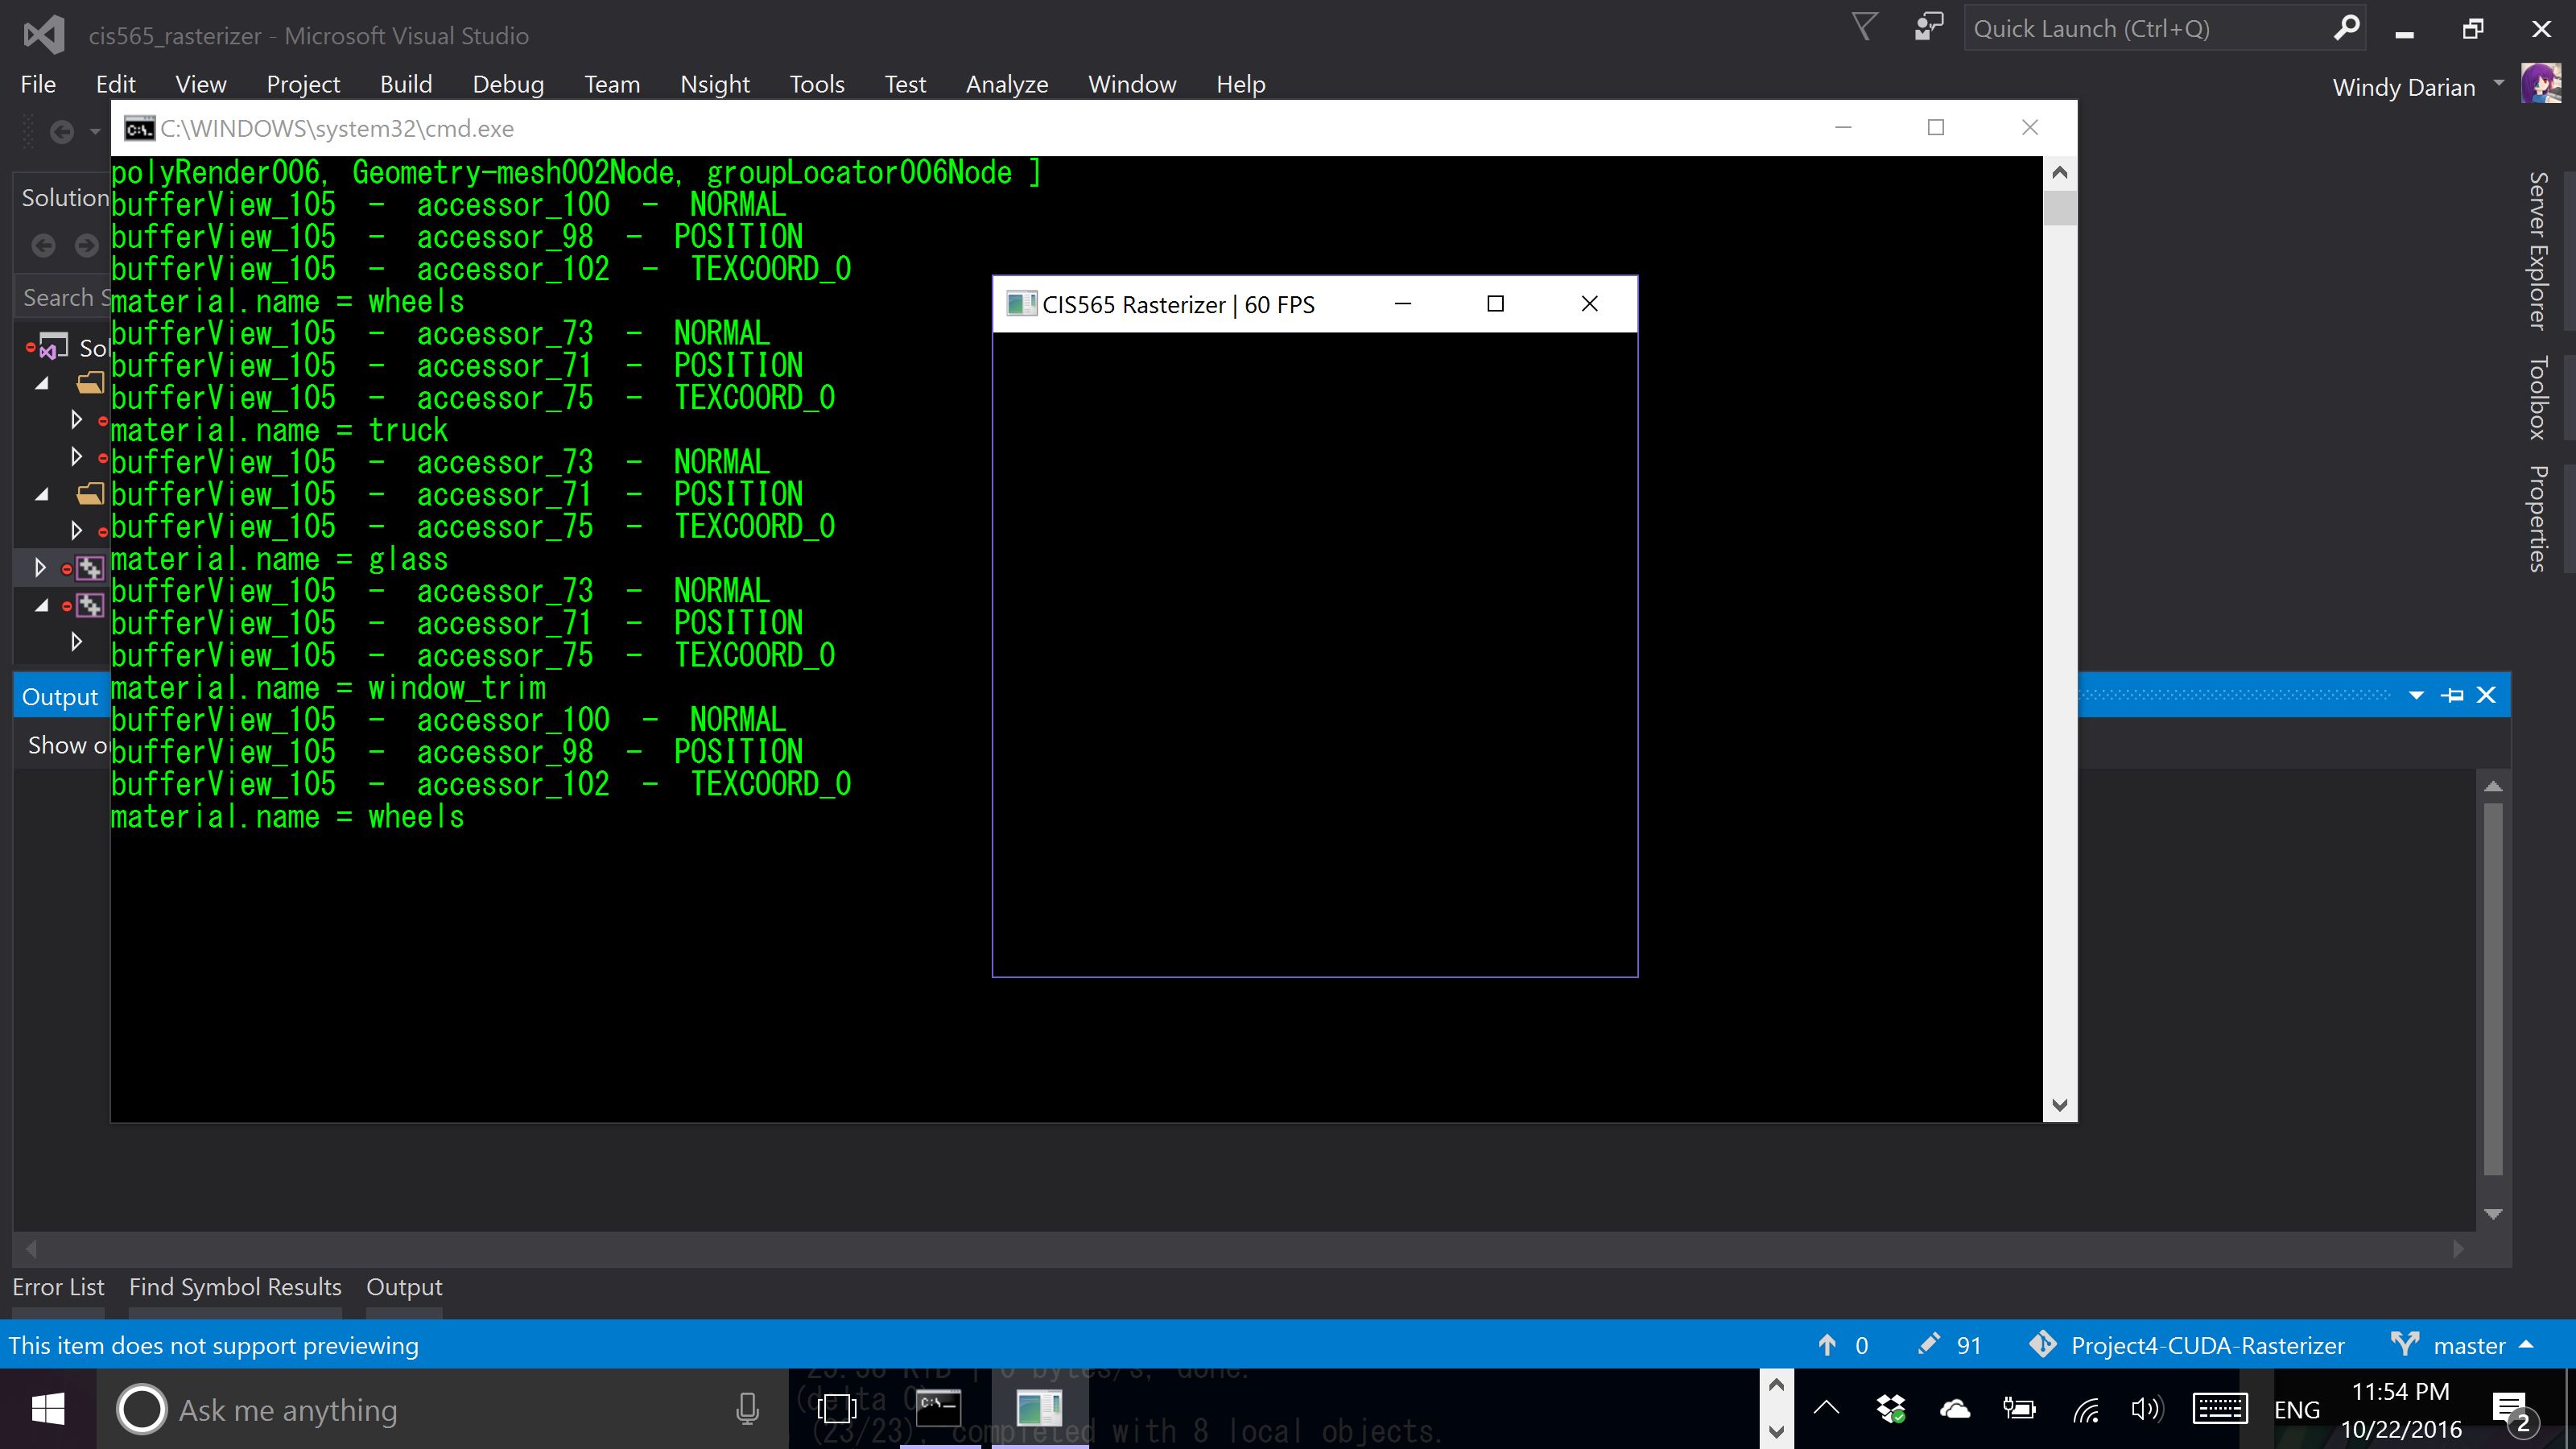 cis565_rasterizer - Microsoft Visual Studio
Quick Launch (Ctrl+Q)
File Edit View Project Build Debug Team Nsight Tools Test Analyze Window Help
Windy Darian
C:\WINDOWS\system32\cmd.exe
Solution
Search S
Sol
polyRender006, Geometry-mesh002Node, groupLocator006Node ]
bufferView_105 - accessor_100 - NORMAL
bufferView_105 - accessor_98 - POSITION
bufferView_105 - accessor_102 - TEXCOORD_0
material.name = wheels
bufferView_105 - accessor_73 - NORMAL
bufferView_105 - accessor_71 - POSITION
bufferView_105 - accessor_75 - TEXCOORD_0
material.name = truck
bufferView_105 - accessor_73 - NORMAL
bufferView_105 - accessor_71 - POSITION
bufferView_105 - accessor_75 - TEXCOORD_0
material.name = glass
bufferView_105 - accessor_73 - NORMAL
bufferView_105 - accessor_71 - POSITION
bufferView_105 - accessor_75 - TEXCOORD_0
material.name = window_trim
bufferView_105 - accessor_100 - NORMAL
bufferView_105 - accessor_98 - POSITION
bufferView_105 - accessor_102 - TEXCOORD_0
material.name = wheels
CIS565 Rasterizer | 60 FPS
Server Explorer
Toolbox
Properties
Output
Show ou
Error List Find Symbol Results Output
This item does not support previewing
0 91 Project4-CUDA-Rasterizer master
Ask me anything
bytes/s, done.
(delta
(23/23), completed with 8 local objects.
ENG
11:54 PM
10/22/2016
2